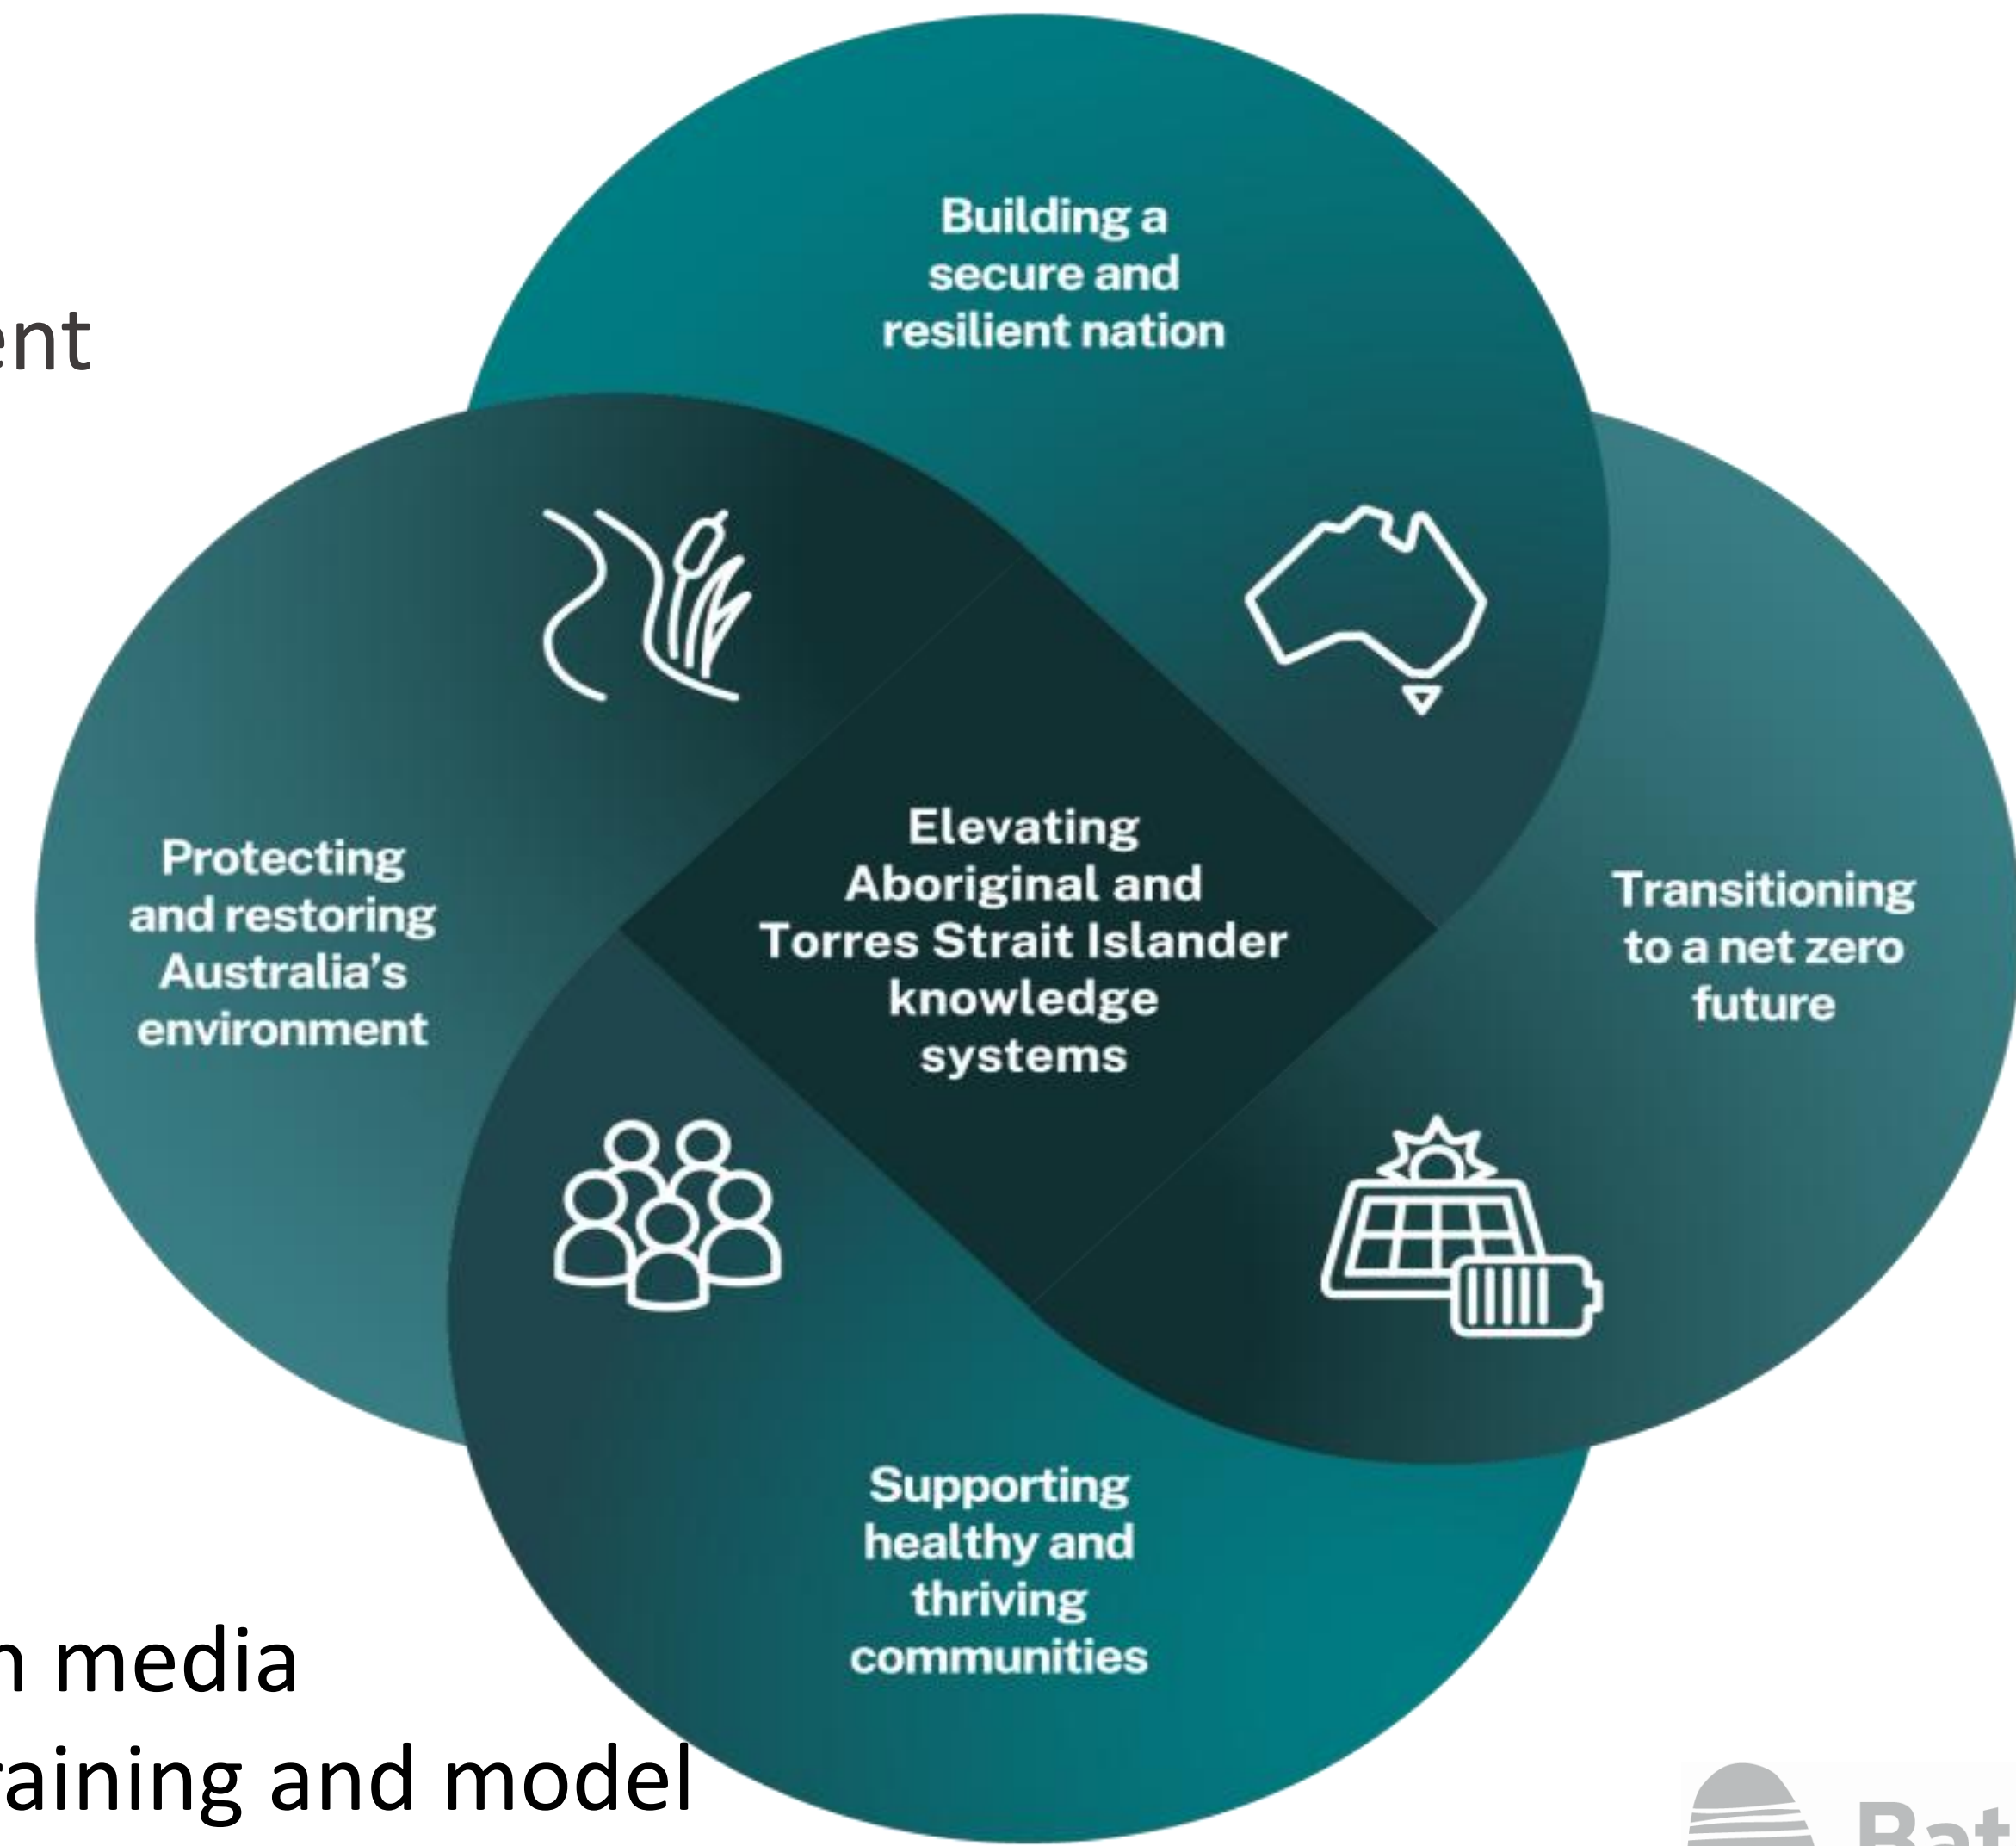 Building a
secure and
resilient nation
ent
Protecting
and restoring
Australia's
environment
Elevating
Aboriginal and
Torres Strait Islander
knowledge
systems
Transitioning
to a net zero
future
Supporting
healthy and
thriving
communities
media
raining and model
Bat